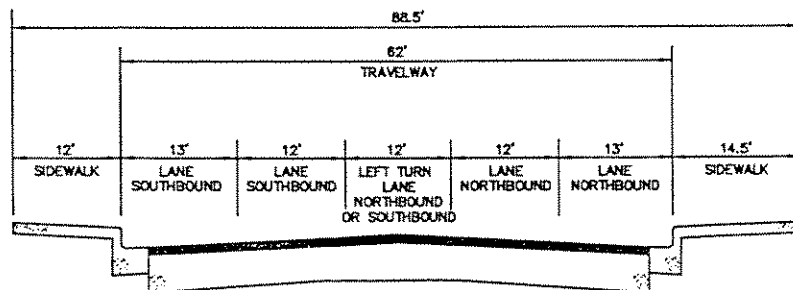 88.5'
62'
TRAVELWAY
12' 13' 12' 12' 12' 13' 14.5'
SIDEWALK LANE LANE LEFT TURN LANE LANE SIDEWALK
SOUTHBOUND SOUTHBOUND LANE NORTHBOUND NORTHBOUND
NORTHBOUND
OR SOUTHBOUND